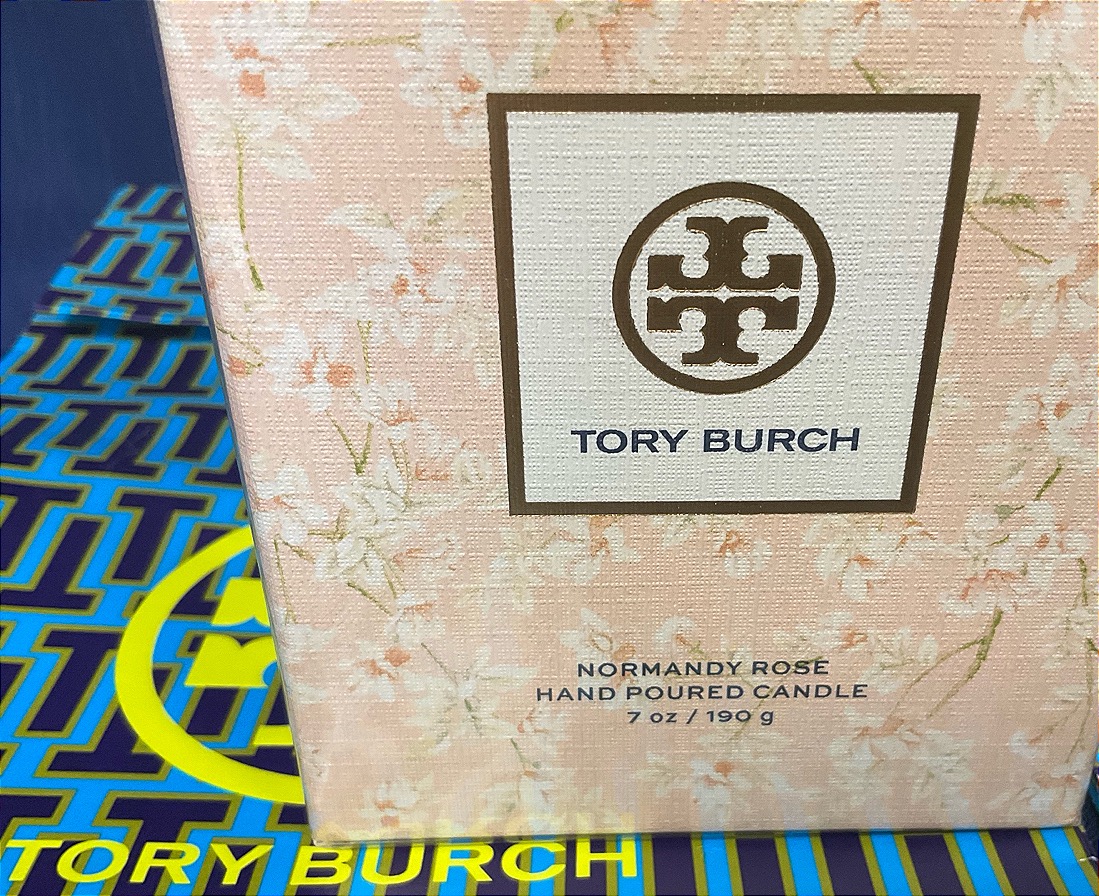 TORY BURCH
NORMANDY ROSE
HAND POURED CANDLE
7 oz / 190 g
TORY BURCH